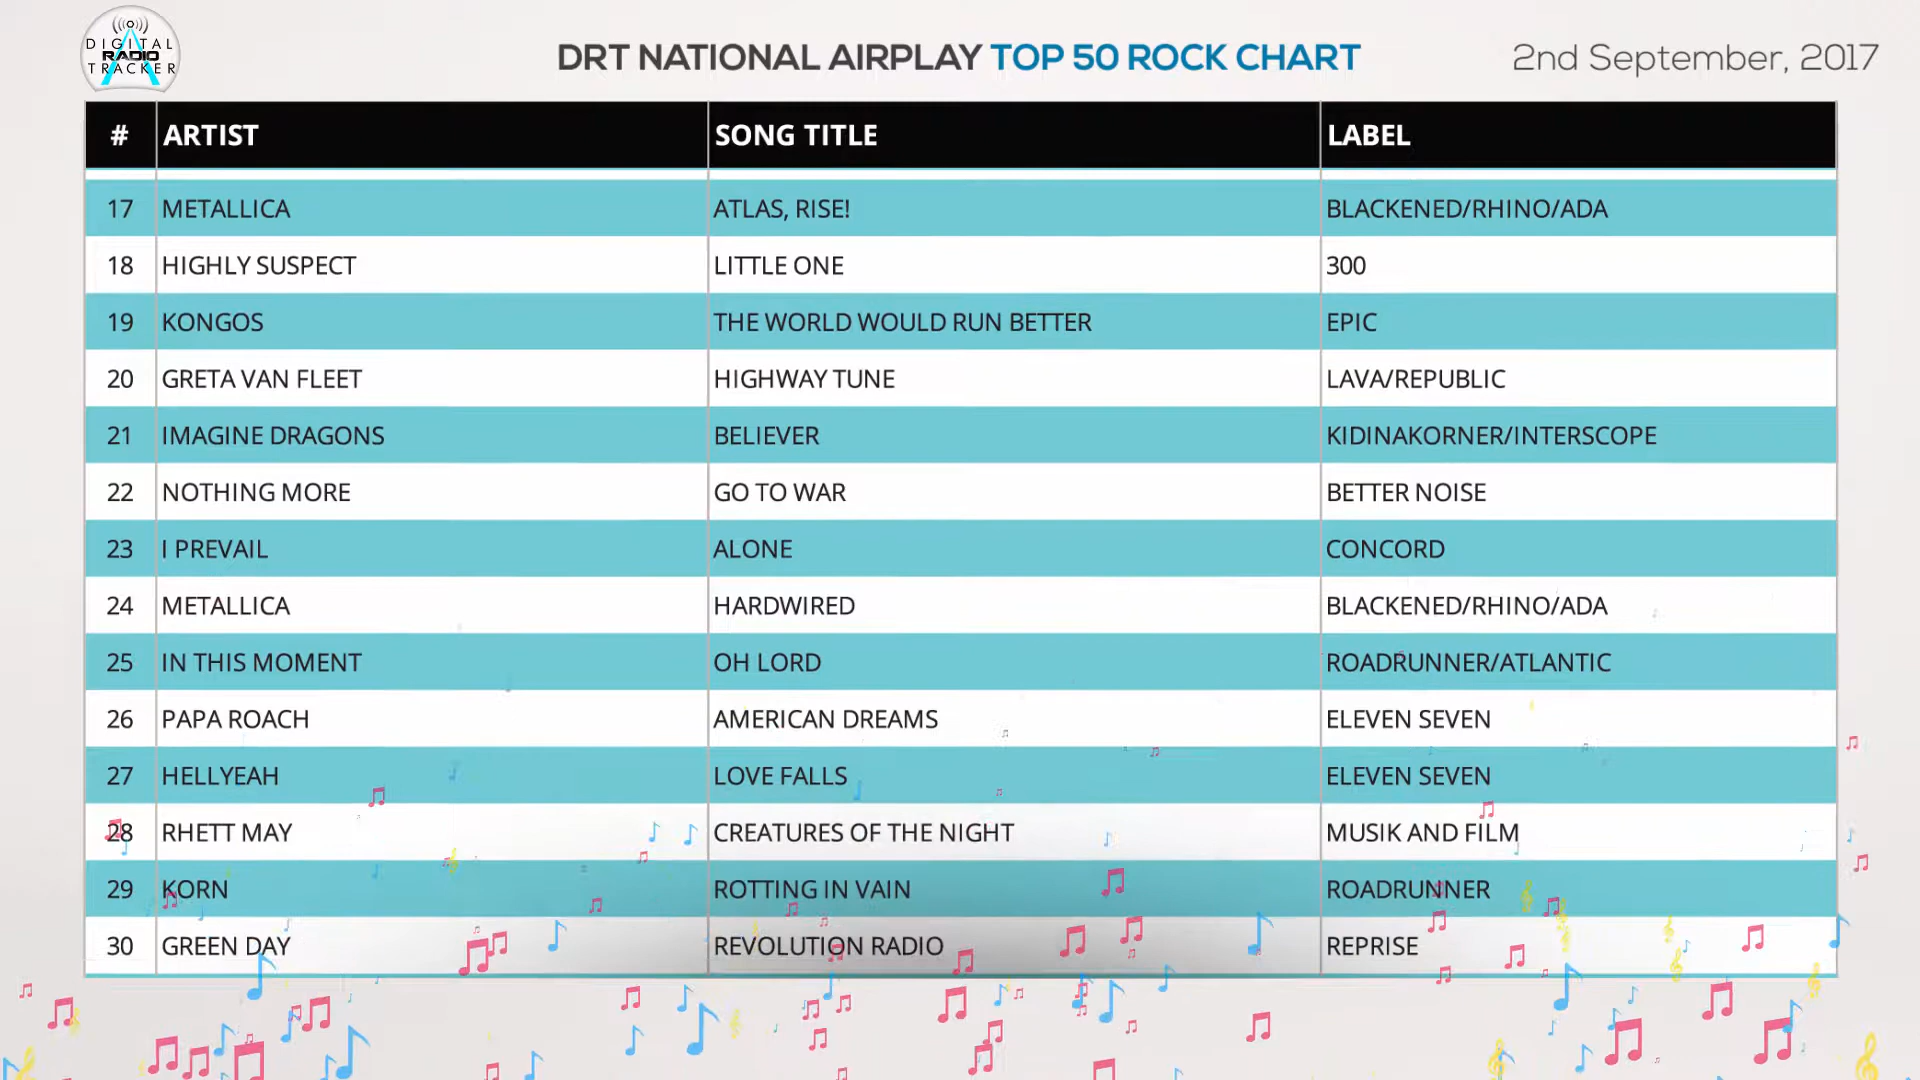 DIGITAL
RADIO
TRACKER
DRT NATIONAL AIRPLAY TOP 50 ROCK CHART
2nd September, 2017
# ARTIST SONG TITLE LABEL
17 METALLICA ATLAS, RISE! BLACKENED/RHINO/ADA
18 HIGHLY SUSPECT LITTLE ONE 300
19 KONGOS THE WORLD WOULD RUN BETTER EPIC
20 GRETA VAN FLEET HIGHWAY TUNE LAVA/REPUBLIC
21 IMAGINE DRAGONS BELIEVER KIDINAKORNER/INTERSCOPE
22 NOTHING MORE GO TO WAR BETTER NOISE
23 I PREVAIL ALONE CONCORD
24 METALLICA HARDWIRED BLACKENED/RHINO/ADA
25 IN THIS MOMENT OH LORD ROADRUNNER/ATLANTIC
26 PAPA ROACH AMERICAN DREAMS ELEVEN SEVEN
27 HELLYEAH LOVE FALLS ELEVEN SEVEN
28 RHETT MAY CREATURES OF THE NIGHT MUSIK AND FILM
29 KORN ROTTING IN VAIN ROADRUNNER
30 GREEN DAY REVOLUTION RADIO REPRISE